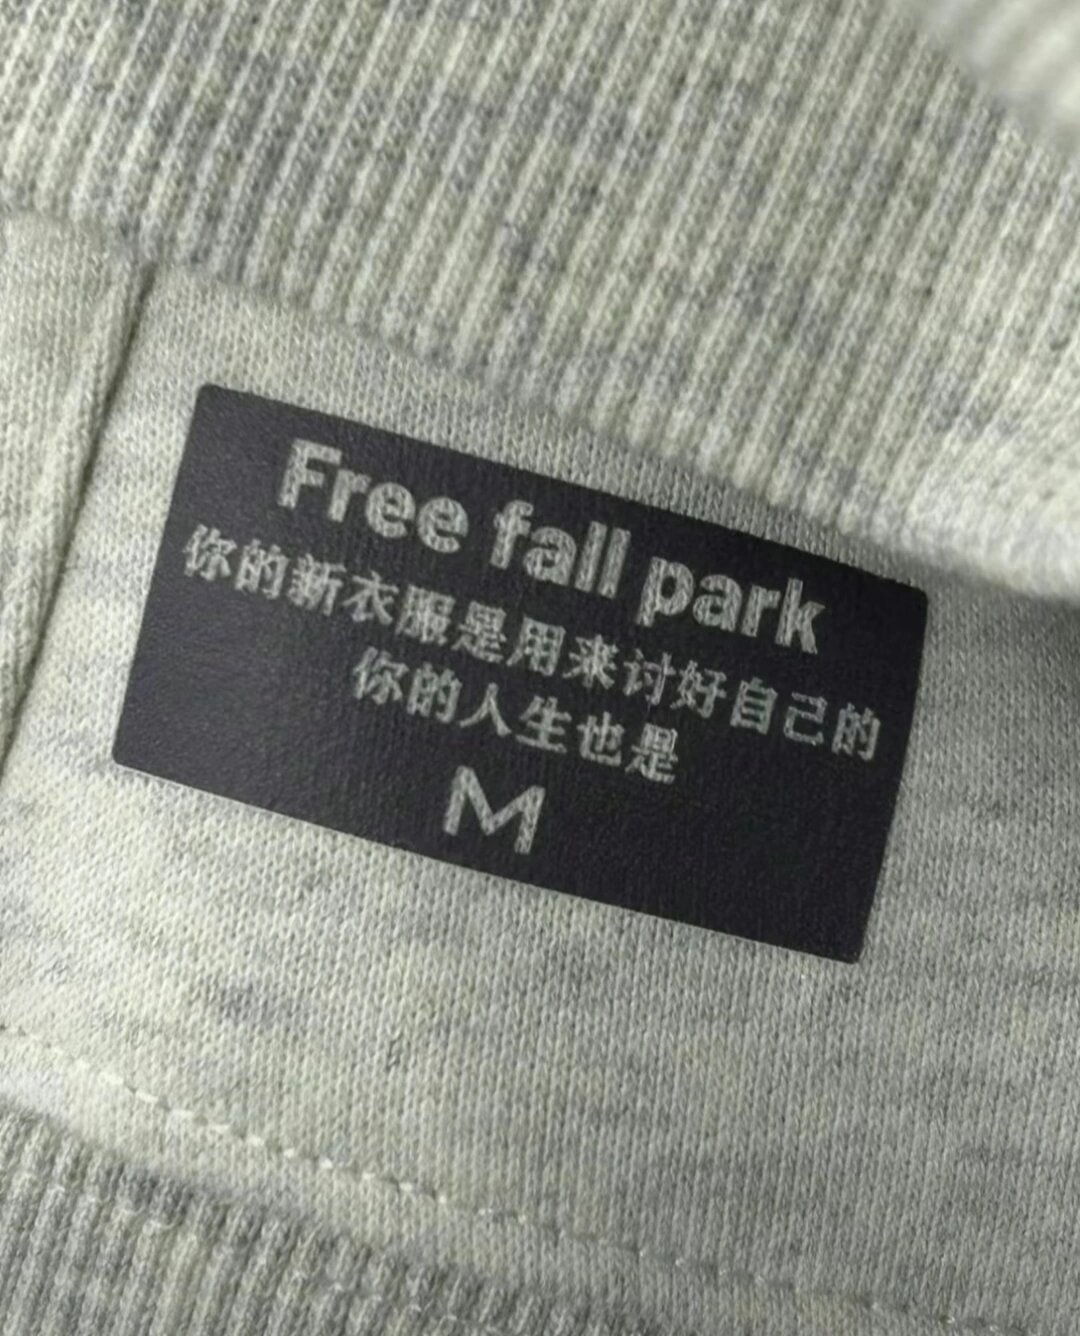 Free fall park
你的新衣服是用来讨好自己的
你的人生也是
M